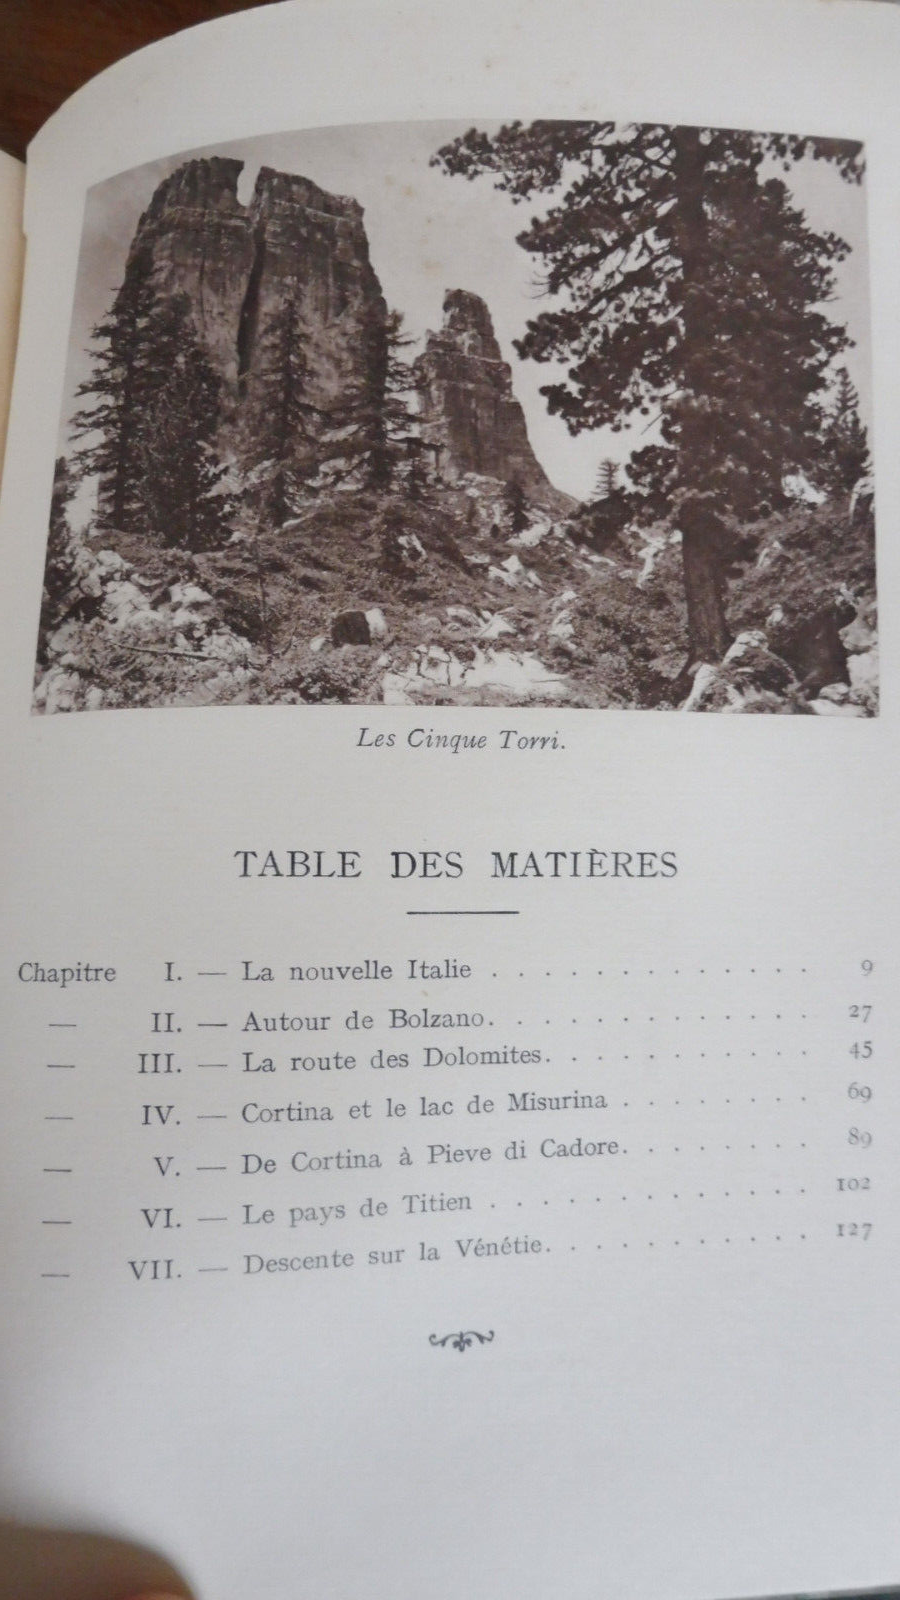 Les Cinque Torri.
TABLE DES MATIÈRES
Chapitre I. — La nouvelle Italie . . . . . . . . . . . . . 9
— II. — Autour de Bolzano. . . . . . . . . . . . . 27
— III. — La route des Dolomites. . . . . . . . . . . 45
— IV. — Cortina et le lac de Misurina . . . . . . . . 69
— V. — De Cortina à Pieve di Cadore. . . . . . . . 89
— VI. — Le pays de Titien . . . . . . . . . . . . . 102
— VII. — Descente sur la Vénétie. . . . . . . . . . . 127